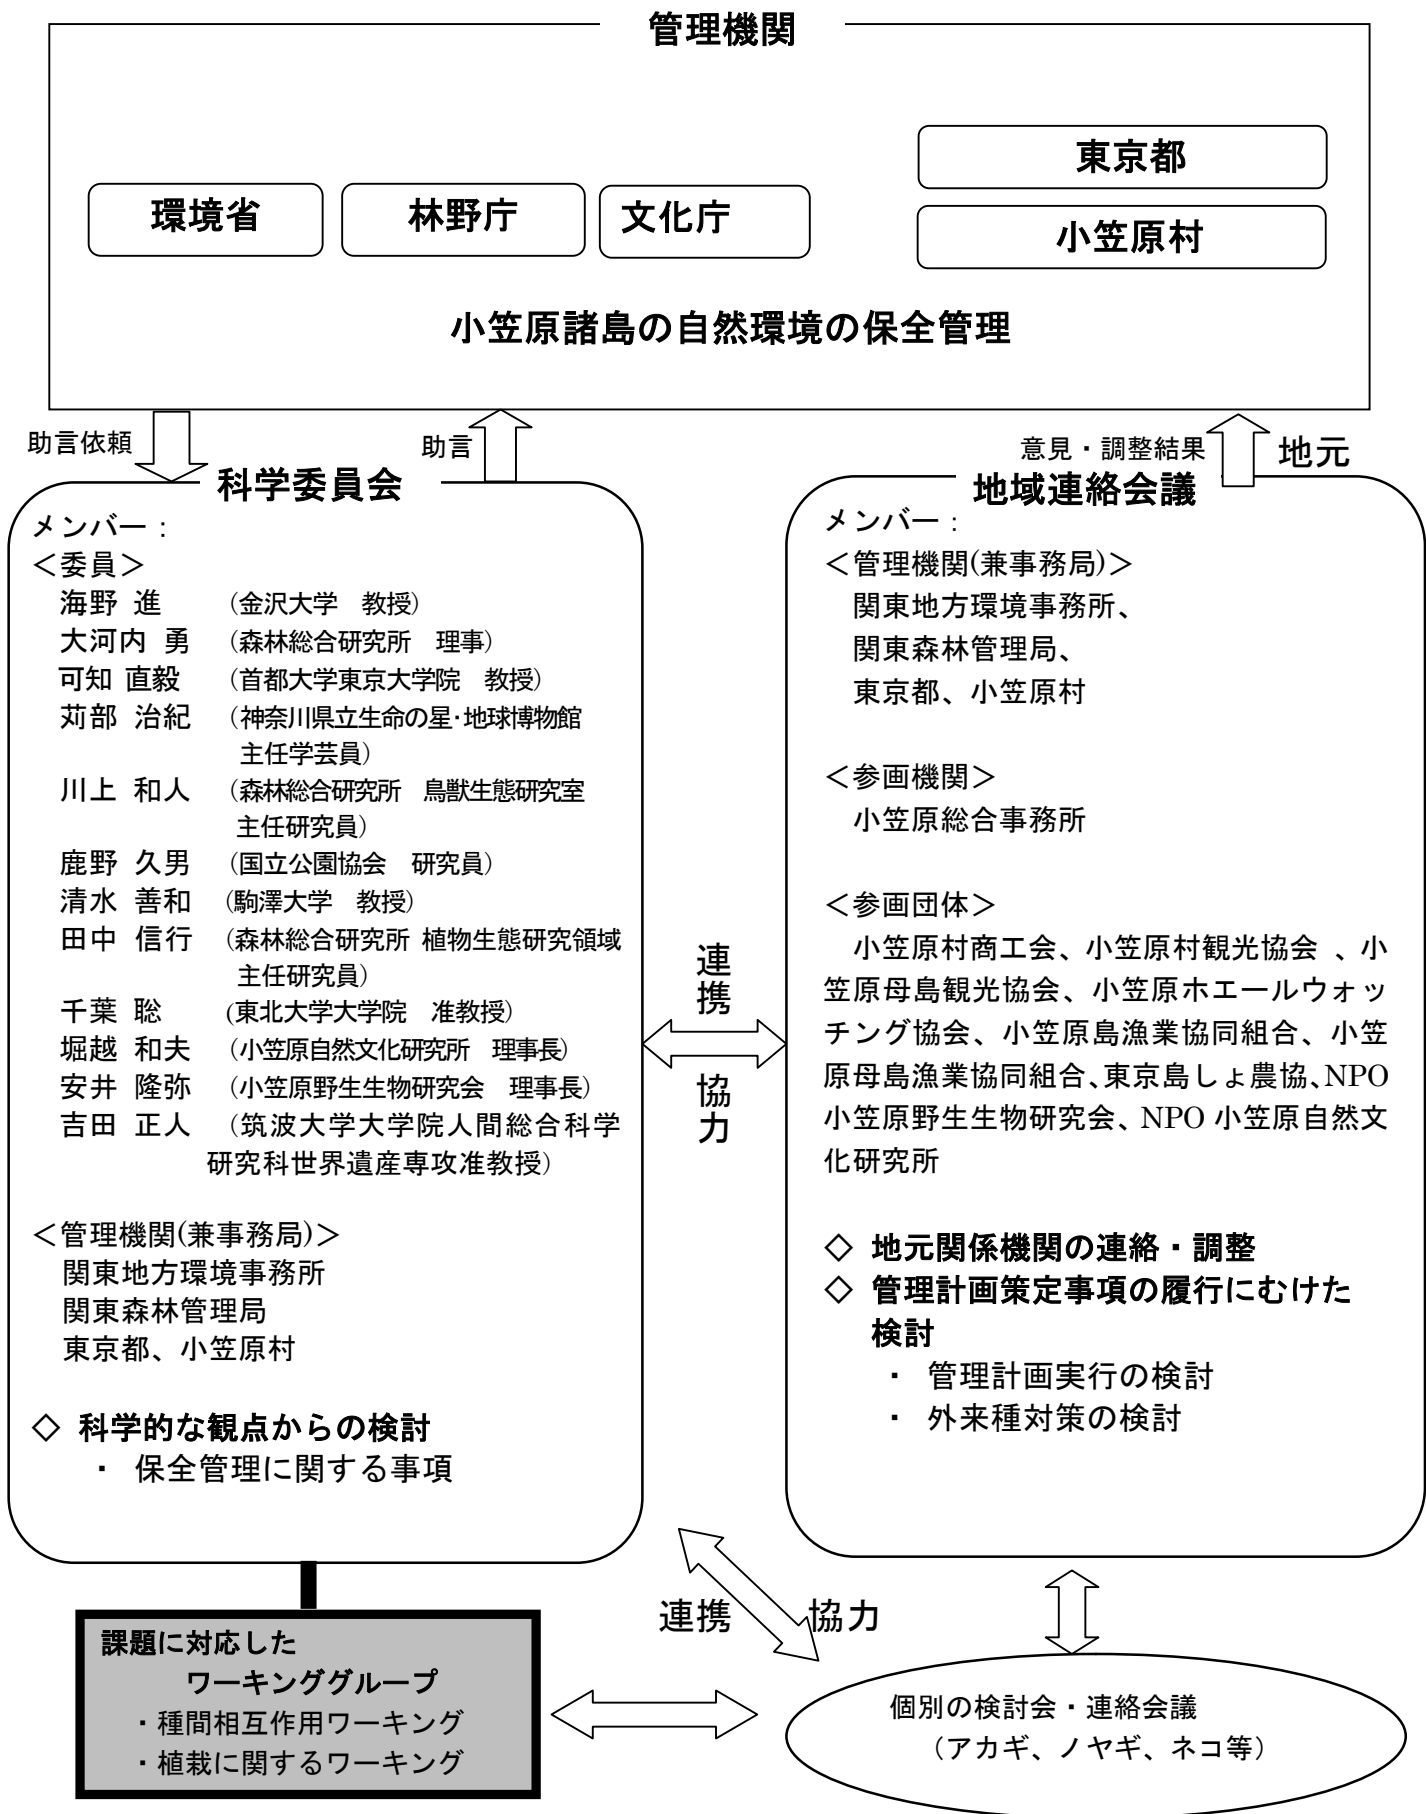 管理機関
東京都
環境省
林野庁
文化庁
小笠原村
小笠原諸島の自然環境の保全管理
助言依頼
助言
意見・調整結果
地元
科学委員会
メンバー：
＜委員＞
海野 進 （金沢大学 教授）
大河内 勇 （森林総合研究所 理事）
可知 直毅 （首都大学東京大学院 教授）
苅部 治紀 （神奈川県立生命の星・地球博物館
主任学芸員）
川上 和人 （森林総合研究所 鳥獣生態研究室
主任研究員）
鹿野 久男 （国立公園協会 研究員）
清水 善和 （駒澤大学 教授）
田中 信行 （森林総合研究所 植物生態研究領域
主任研究員）
千葉 聡 （東北大学大学院 准教授）
堀越 和夫 （小笠原自然文化研究所 理事長）
安井 隆弥 （小笠原野生生物研究会 理事長）
吉田 正人 （筑波大学大学院人間総合科学
研究科世界遺産専攻准教授）
＜管理機関(兼事務局)＞
関東地方環境事務所
関東森林管理局
東京都、小笠原村
◇ 科学的な観点からの検討
・ 保全管理に関する事項
連携
協力
地域連絡会議
メンバー：
＜管理機関(兼事務局)＞
関東地方環境事務所、
関東森林管理局、
東京都、小笠原村
＜参画機関＞
小笠原総合事務所
＜参画団体＞
小笠原村商工会、小笠原村観光協会 、小
笠原母島観光協会、小笠原ホエールウォッ
チング協会、小笠原島漁業協同組合、小笠
原母島漁業協同組合、東京島しょ農協、NPO
小笠原野生生物研究会、NPO 小笠原自然文
化研究所
◇ 地元関係機関の連絡・調整
◇ 管理計画策定事項の履行にむけた
検討
・ 管理計画実行の検討
・ 外来種対策の検討
連携 協力
課題に対応した
ワーキンググループ
・種間相互作用ワーキング
・植栽に関するワーキング
個別の検討会・連絡会議
（アカギ、ノヤギ、ネコ等）